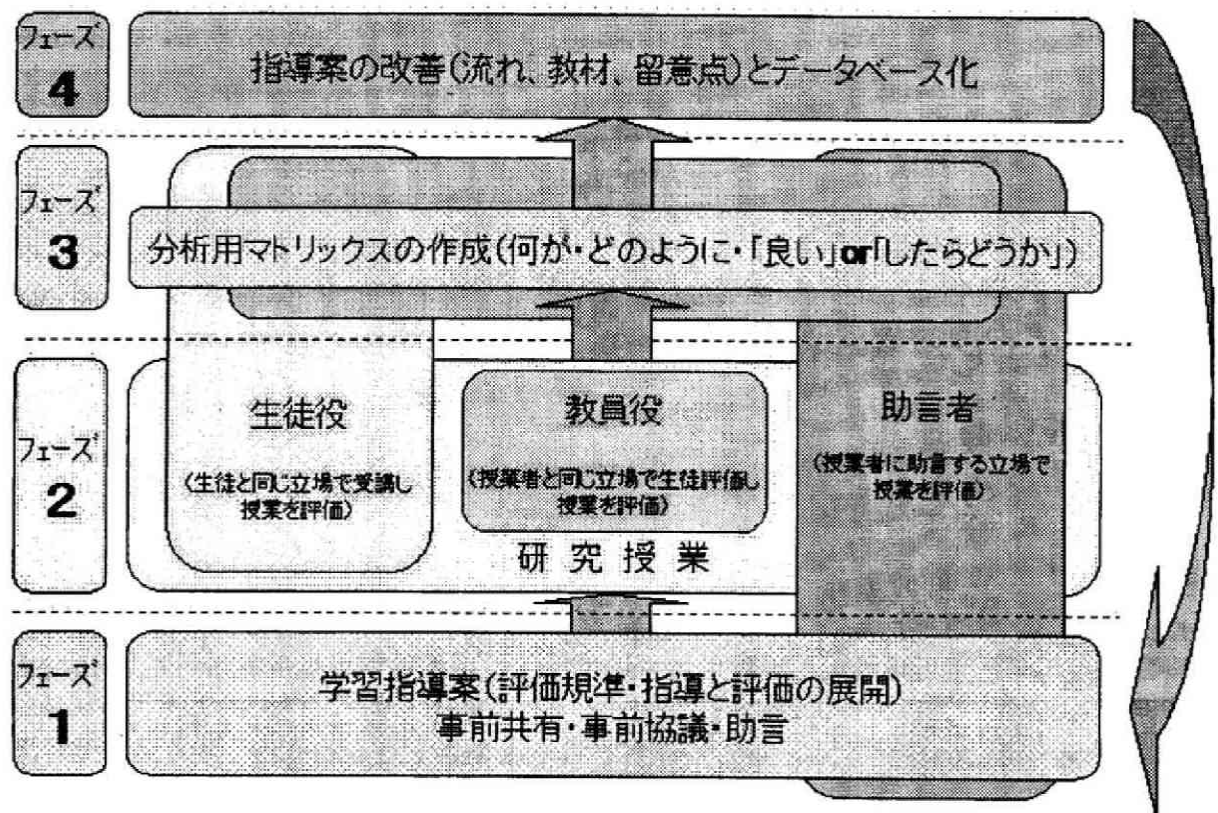 フェーズ
4
指導案の改善(流れ、教材、留意点)とデータベース化
フェーズ
3
分析用マトリックスの作成(何が・どのように・「良い」or「したらどうか」)
フェーズ
2
生徒役
(生徒と同じ立場で受講し
授業を評価)
教員役
(授業者と同じ立場で生徒評価し
授業を評価)
助言者
(授業者に助言する立場で
授業を評価)
研究授業
フェーズ
1
学習指導案(評価規準・指導と評価の展開)
事前共有・事前協議・助言